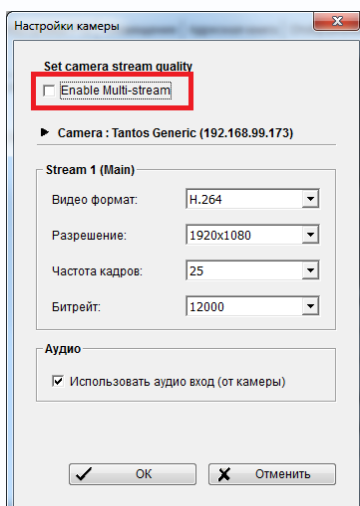 Настройки камеры
Set camera stream quality
Enable Multi-stream
Camera : Tantos Generic (192.168.99.173)
Stream 1 (Main)
Видео формат: H.264
Разрешение: 1920x1080
Частота кадров: 25
Битрейт: 12000
Аудио
Использовать аудио вход (от камеры)
OK Отменить